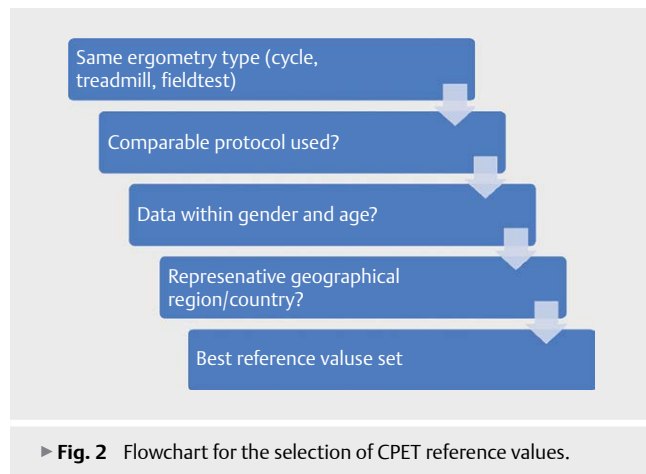 Same ergometry type (cycle,
treadmill, fieldtest)
Comparable protocol used?
Data within gender and age?
Represenative geographical
region/country?
Best reference valuse set
▶ Fig. 2 Flowchart for the selection of CPET reference values.